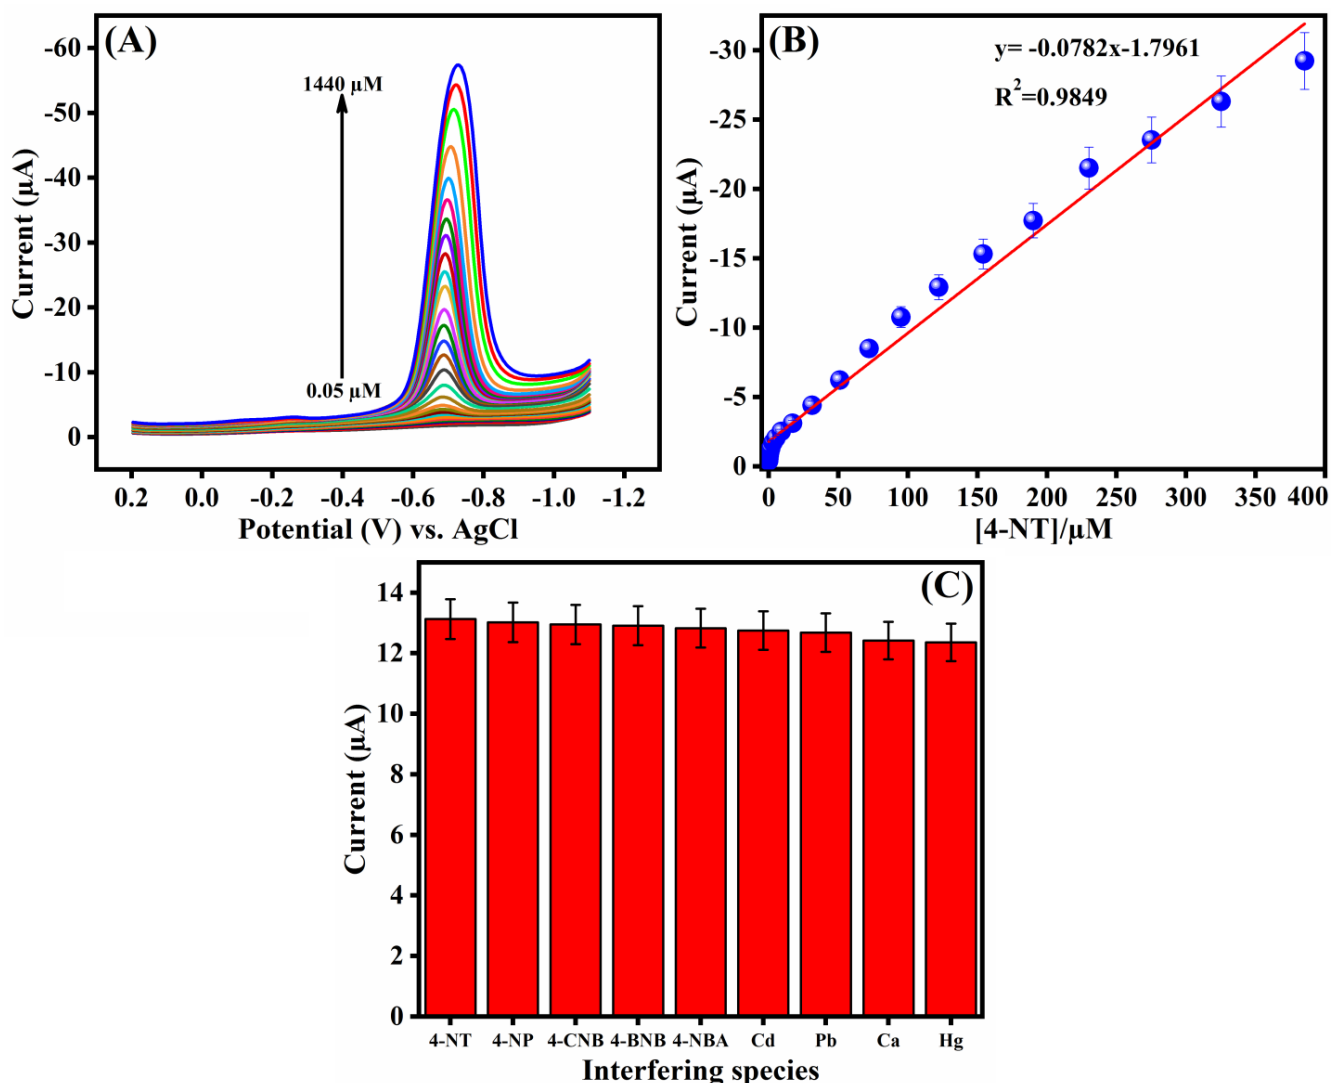 (A)
-60
-50
-40
-30
-20
-10
0
1440 µM
0.05 µM
0.2 0.0 -0.2 -0.4 -0.6 -0.8 -1.0 -1.2
Potential (V) vs. AgCl
Current (µA)
(B)
y= -0.0782x-1.7961
R²=0.9849
-30
-25
-20
-15
-10
-5
0
0 50 100 150 200 250 300 350 400
[4-NT]/µM
Current (µA)
(C)
14
12
10
8
6
4
2
0
4-NT 4-NP 4-CNB 4-BNB 4-NBA Cd Pb Ca Hg
Interfering species
Current (µA)